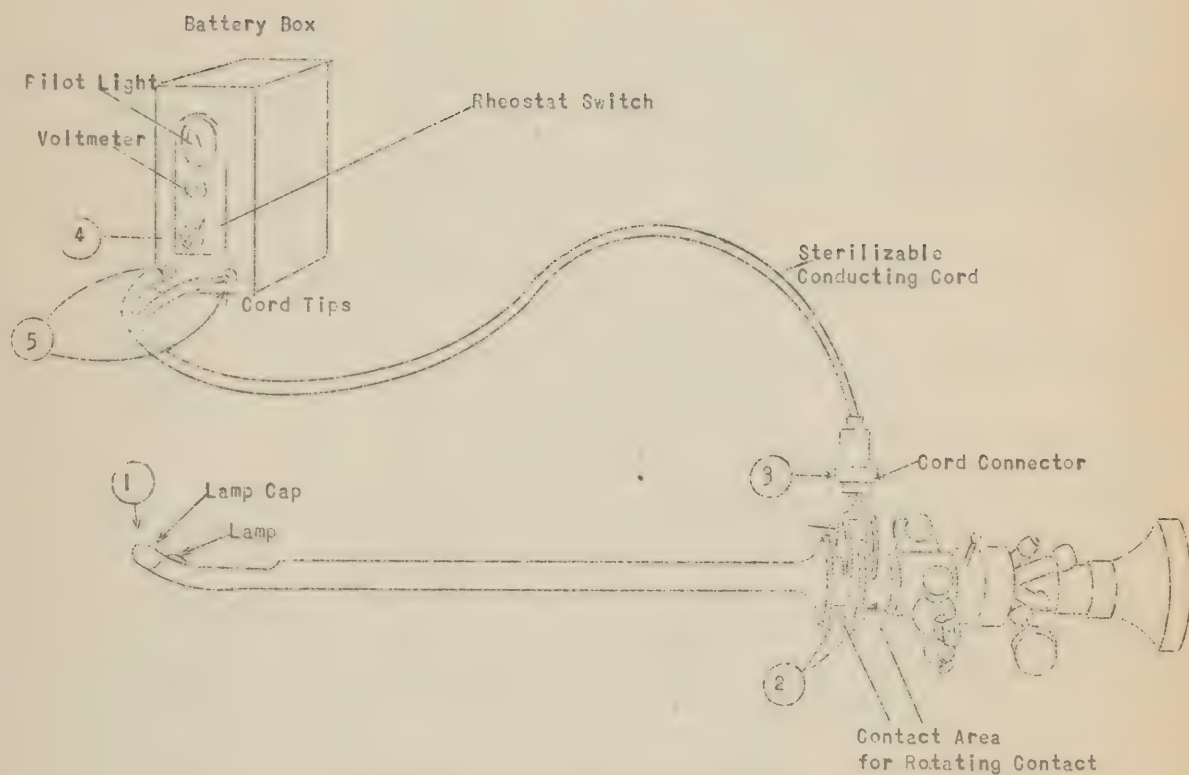 Battery Box
Pilot Light
Rheostat Switch
Voltmeter
4
Sterilizable
Conducting Cord
Cord Tips
5
3
Cord Connector
1
Lamp Cap
Lamp
2
Contact Area
for Rotating Contact